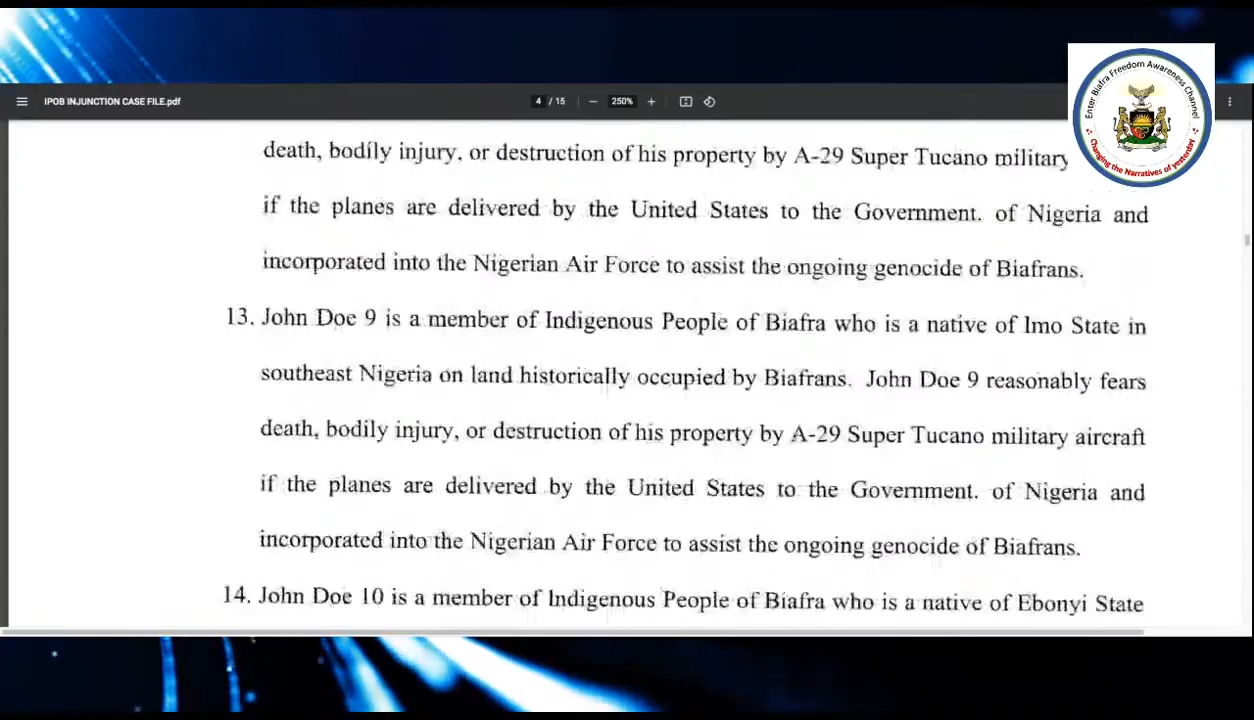 IPOB INJUNCTION CASE FILE.pdf
4 / 15
250%
Enter Biafra Freedom Awareness Channel
Changing the Narratives of yesterday
death, bodily injury, or destruction of his property by A-29 Super Tucano military
if the planes are delivered by the United States to the Government. of Nigeria and
incorporated into the Nigerian Air Force to assist the ongoing genocide of Biafrans.
13. John Doe 9 is a member of Indigenous People of Biafra who is a native of Imo State in
southeast Nigeria on land historically occupied by Biafrans. John Doe 9 reasonably fears
death, bodily injury, or destruction of his property by A-29 Super Tucano military aircraft
if the planes are delivered by the United States to the Government. of Nigeria and
incorporated into the Nigerian Air Force to assist the ongoing genocide of Biafrans.
14. John Doe 10 is a member of Indigenous People of Biafra who is a native of Ebonyi State